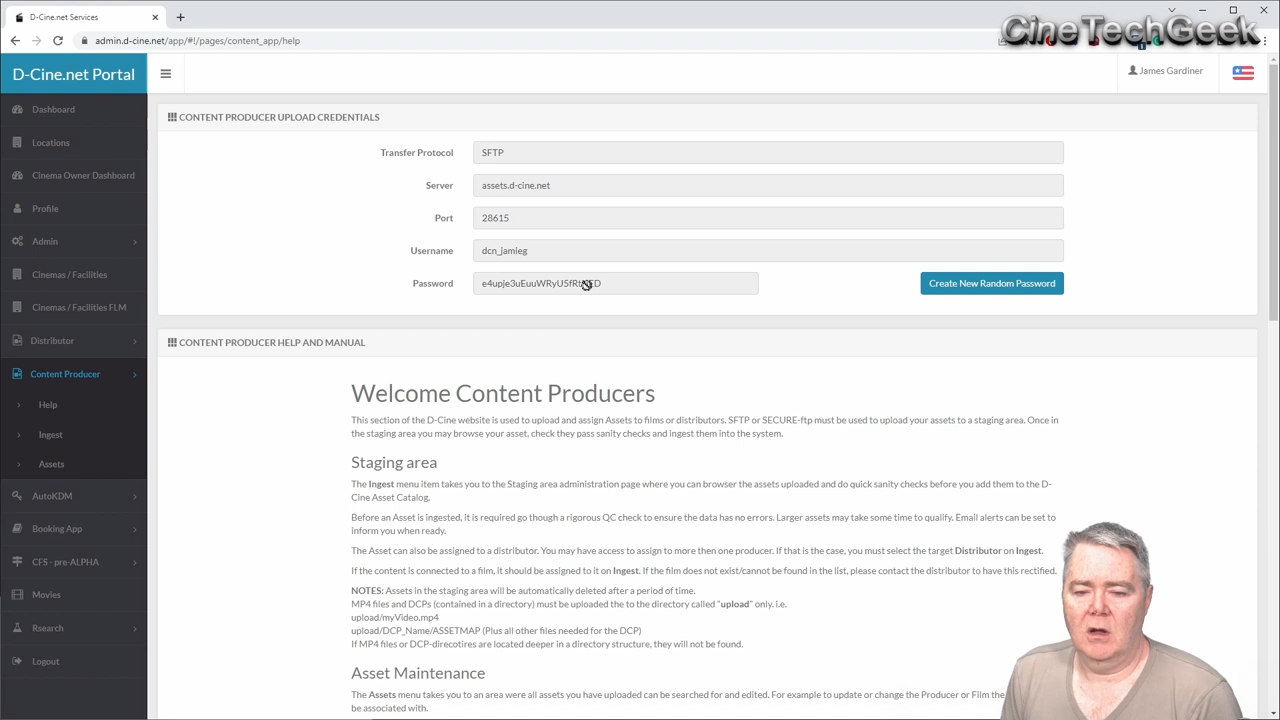 D-Cine.net Services
CineTechGeek
admin.d-cine.net/app/#!/pages/content_app/help
D-Cine.net Portal
James Gardiner
Dashboard
Locations
Cinema Owner Dashboard
Profile
Admin
Cinemas / Facilities
Cinemas / Facilities FLM
Distributor
Content Producer
Help
Ingest
Assets
AutoKDM
Booking App
CFS - pre-ALPHA
Movies
Rsearch
Logout
CONTENT PRODUCER UPLOAD CREDENTIALS
Transfer Protocol SFTP
Server assets.d-cine.net
Port 28615
Username dcn_jamieg
Password
Create New Random Password
CONTENT PRODUCER HELP AND MANUAL
Welcome Content Producers
This section of the D-Cine website is used to upload and assign Assets to films or distributors. SFTP or SECURE-ftp must be used to upload your assets to a staging area. Once in
the staging area you may browse your asset, check they pass sanity checks and ingest them into the system.
Staging area
The Ingest menu item takes you to the Staging area administration page where you can browser the assets uploaded and do quick sanity checks before you add them to the D-
Cine Asset Catalog.
Before an Asset is ingested, it is required go though a rigorous QC check to ensure the data has no errors. Larger assets may take some time to qualify. Email alerts can be set to
inform you when ready.
The Asset can also be assigned to a distributor. You may have access to assign to more then one producer. If that is the case, you must select the target Distributor on Ingest.
If the content is connected to a film, it should be assigned to it on Ingest. If the film does not exist/cannot be found in the list, please contact the distributor to have this rectified.
NOTES: Assets in the staging area will be automatically deleted after a period of time.
MP4 files and DCPs (contained in a directory) must be uploaded the to the directory called "upload" only. i.e.
upload/myVideo.mp4
upload/DCP_Name/ASSETMAP (Plus all other files needed for the DCP)
If MP4 files or DCP-direcotires are located deeper in a directory structure, they will not be found.
Asset Maintenance
The Assets menu takes you to an area were all assets you have uploaded can be searched for and edited. For example to update or change the Producer or Film the
be associated with.